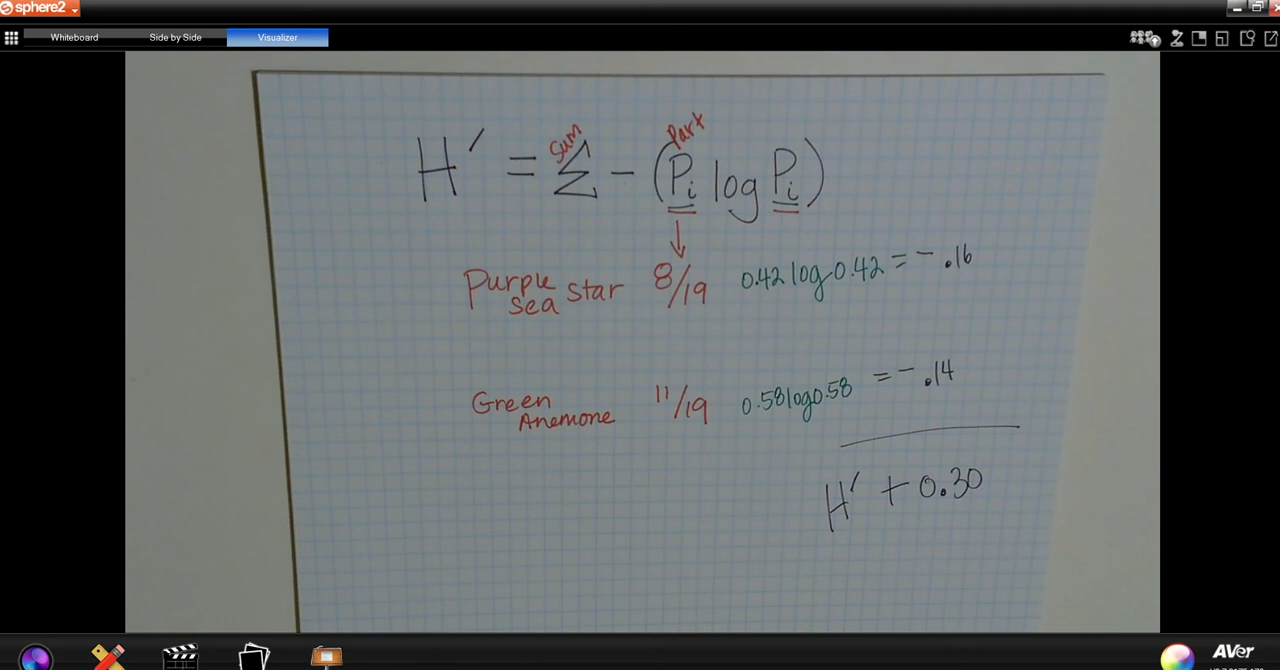 sphere2
Whiteboard Side by Side Visualizer
H' = Σ - (Pi log Pi)
Sum
Part
Purple Sea Star 8/19 0.42 log 0.42 = -.16
Green Anemone 11/19 0.58 log 0.58 = -.14
H' + 0.30
AVer